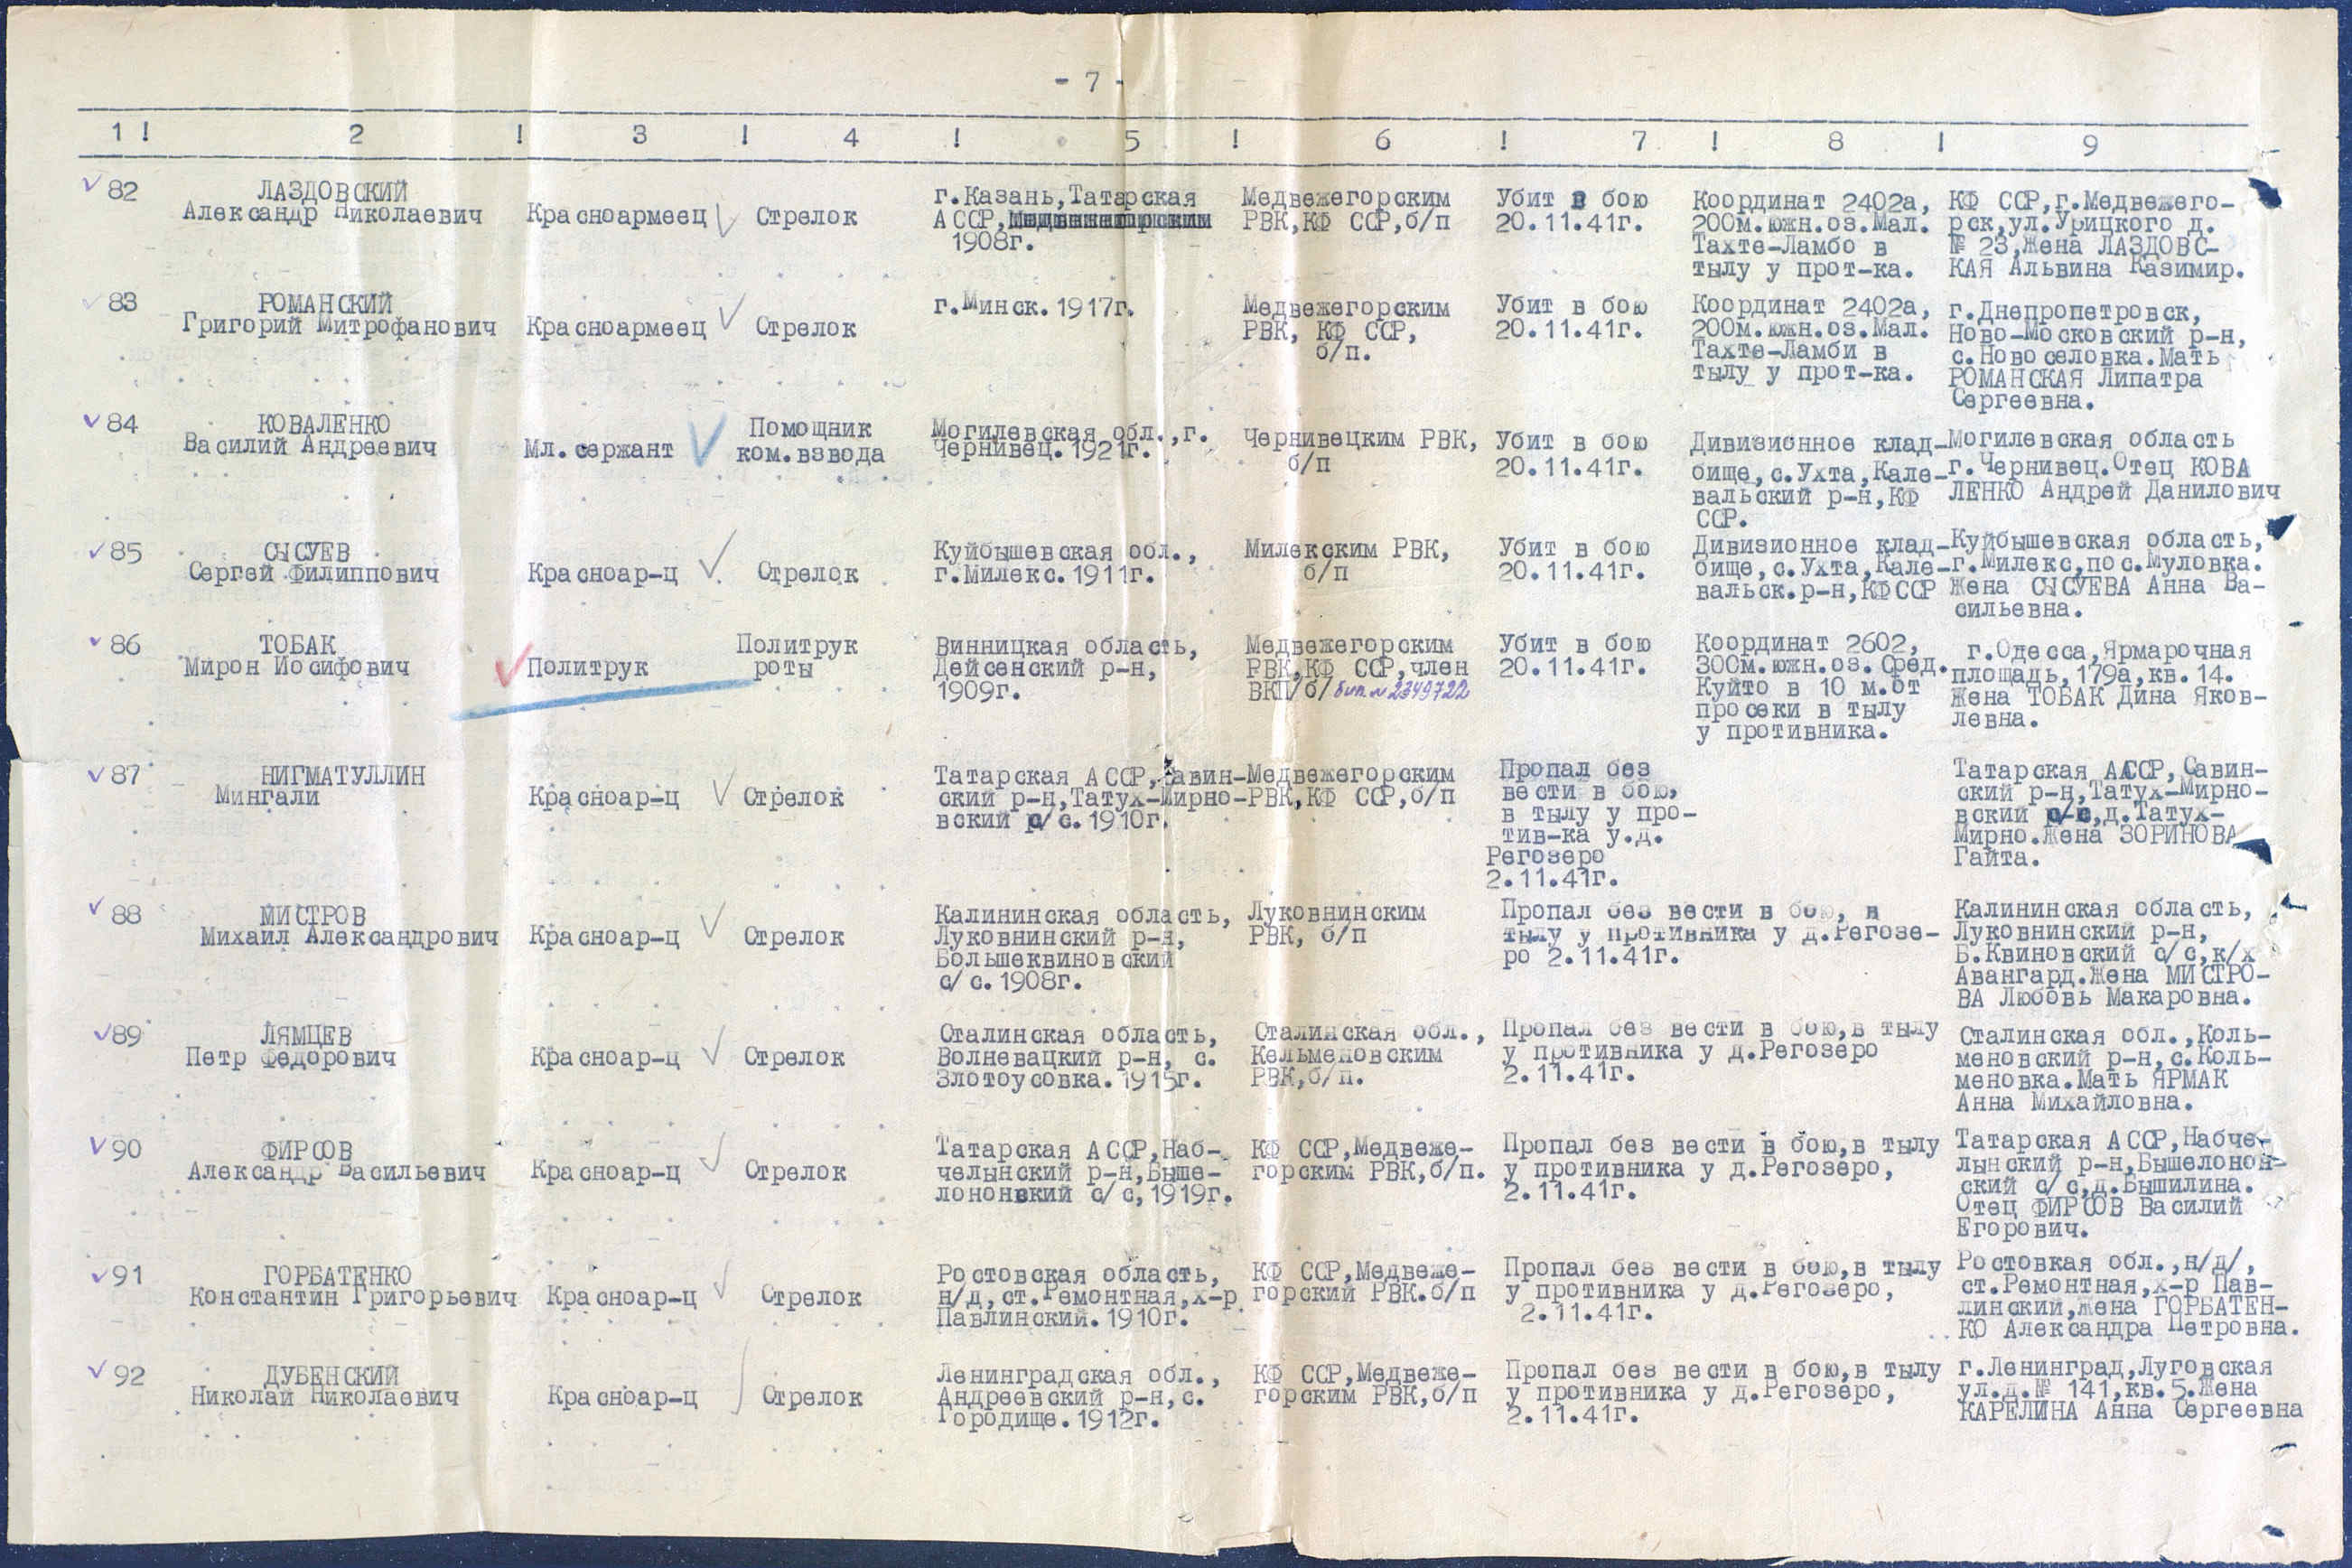 - 7 -
1 ! 2 ! 3 ! 4 ! 5 ! 6 ! 7 ! 8 ! 9
82
ЛАЗДОВСКИЙ
Александр Николаевич
Красноармеец
Стрелок
г.Казань,Татарская
АССР,
1908г.
Медвежегорским
РВК,КФ ССР,б/п
Убит в бою
20.11.41г.
Координат 2402а,
200м.южн.оз.Мал.
Тахте-Ламбо в
тылу у прот-ка.
КФ ССР,г.Медвежего-
рск,ул.Урицкого д.
№ 23,Жена ЛАЗДОВС-
КАЯ Альвина Казимир.
83
РОМАНСКИЙ
Григорий Митрофанович
Красноармеец
Стрелок
г.Минск.1917г.
Медвежегорским
РВК, КФ ССР,
б/п.
Убит в бою
20.11.41г.
Координат 2402а,
200м.южн.оз.Мал.
Тахте-Ламби в
тылу у прот-ка.
г.Днепропетровск,
Ново-Московский р-н,
с.Новоселовка.Мать
РОМАНСКАЯ Липатра
Сергеевна.
84
КОВАЛЕНКО
Василий Андреевич
Мл.сержант
Помощник
ком.взвода
Могилевская обл.,г.
Чернивец.1921г.
Чернивецким РВК,
б/п
Убит в бою
20.11.41г.
Дивизионное клад-
бище,с.Ухта,Кале-
вальский р-н,КФ
ССР.
Могилевская область
г.Чернивец.Отец КОВА
ЛЕНКО Андрей Данилович
85
СЫСУЕВ
Сергей Филиппович
Красноар-ц
Стрелок
Куйбышевская обл.,
г.Милекс.1911г.
Милекским РВК,
б/п
Убит в бою
20.11.41г.
Дивизионное клад-
бище,с.Ухта,Кале-
вальск.р-н,КФССР
Куйбышевская область,
г.Милекс,пос.Муловка.
Жена СЫСУЕВА Анна Ва-
сильевна.
86
ТОБАК
Мирон Иосифович
Политрук
Политрук
роты
Винницкая область,
Дейсенский р-н,
1909г.
Медвежегорским
РВК,КФ ССР,член
ВКП/б/ бил. № 2349722
Убит в бою
20.11.41г.
Координат 2602,
300м.южн.оз.Сред.
Куйто в 10 м.от
просеки в тылу
у противника.
г.Одесса,Ярмарочная
площадь,179а,кв.14.
Жена ТОБАК Дина Яков-
левна.
87
НИГМАТУЛЛИН
Мингали
Красноар-ц
Стрелок
Татарская АССР,Савин-
ский р-н,Татух-Мирно-
вский р/с.1910г.
Медвежегорским
РВК,КФ ССР,б/п
Пропал без
вести в бою,
в тылу у про-
тив-ка у.д.
Регозеро
2.11.41г.
Татарская АССР,Савин-
ский р-н,Татух-Мирно-
вский с/с,д.Татух-
Мирно.Жена ЗОРИНОВА
Гайта.
88
МИСТРОВ
Михаил Александрович
Красноар-ц
Стрелок
Калининская область,
Луковнинский р-н,
Большеквиновский
с/с.1908г.
Луковнинским
РВК, б/п
Пропал без вести в бою, в
тылу у противника у д.Регозе-
ро 2.11.41г.
Калининская область,
Луковнинский р-н,
Б.Квиновский с/с,к/х
Авангард.Жена МИСТРО-
ВА Любовь Макаровна.
89
ЛЯМЦЕВ
Петр Федорович
Красноар-ц
Стрелок
Сталинская область,
Волневацкий р-н, с.
Злотоусовка.1915г.
Сталинская обл.,
Кельменовским
РВК,б/п.
Пропал без вести в бою,в тылу
у противника у д.Регозеро
2.11.41г.
Сталинская обл.,Коль-
меновский р-н,с.Коль-
меновка.Мать ЯРМАК
Анна Михайловна.
90
ФИРСОВ
Александр Васильевич
Красноар-ц
Стрелок
Татарская АССР,Наб-
челынский р-н,Выше-
лононвкий с/с,1919г.
КФ ССР,Медвеже-
горским РВК,б/п.
Пропал без вести в бою,в тылу
у противника у д.Регозеро,
2.11.41г.
Татарская АССР,Набче-
лынский р-н,Вышелонон-
ский с/с,д.Вышилина.
Отец ФИРСОВ Василий
Егорович.
91
ГОРБАТЕНКО
Константин Григорьевич
Красноар-ц
Стрелок
Ростовская область,
н/д,ст.Ремонтная,х-р
Павлинский.1910г.
КФ ССР,Медвеже-
горский РВК.б/п
Пропал без вести в бою,в тылу
у противника у д.Регозеро,
2.11.41г.
Ростовкая обл.,н/д/,
ст.Ремонтная,х-р Пав-
линский,жена ГОРБАТЕН-
КО Александра Петровна.
92
ДУБЕНСКИЙ
Николай Николаевич
Красноар-ц
Стрелок
Ленинградская обл.,
Андреевский р-н,с.
Городище.1912г.
КФ ССР,Медвеже-
горским РВК,б/п
Пропал без вести в бою,в тылу
у противника у д.Регозеро,
2.11.41г.
г.Ленинград,Луговская
ул.д.№ 141,кв.5.Жена
КАРЕЛИНА Анна Сергеевна